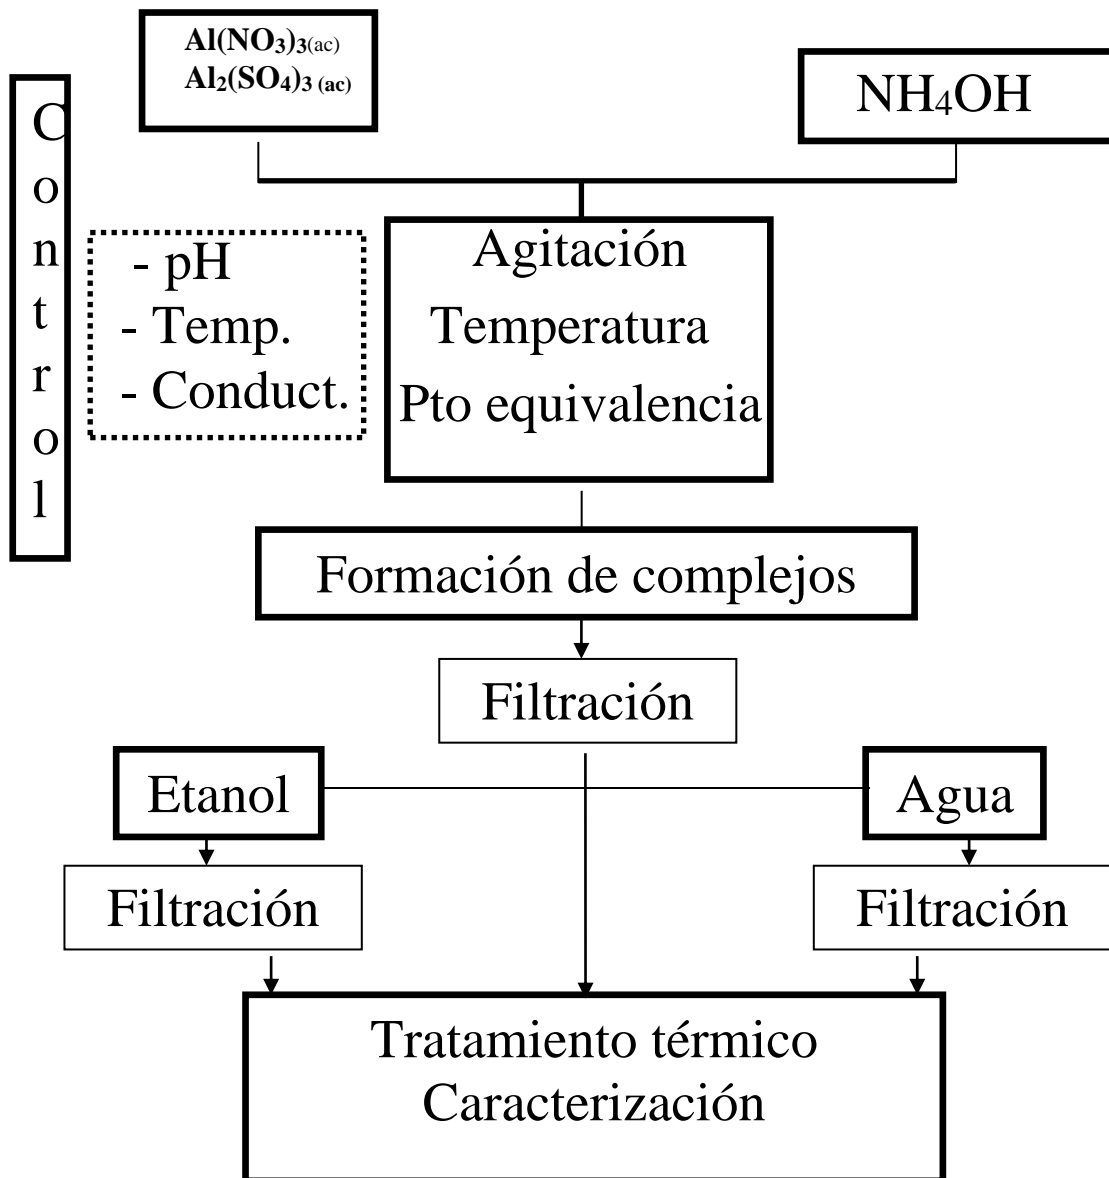 Al(NO₃)₃(ac)
Al₂(SO₄)₃ (ac)
NH₄OH
Control
- pH
- Temp.
- Conduct.
Agitación
Temperatura
Pto equivalencia
Formación de complejos
Filtración
Etanol
Agua
Filtración
Filtración
Tratamiento térmico
Caracterización